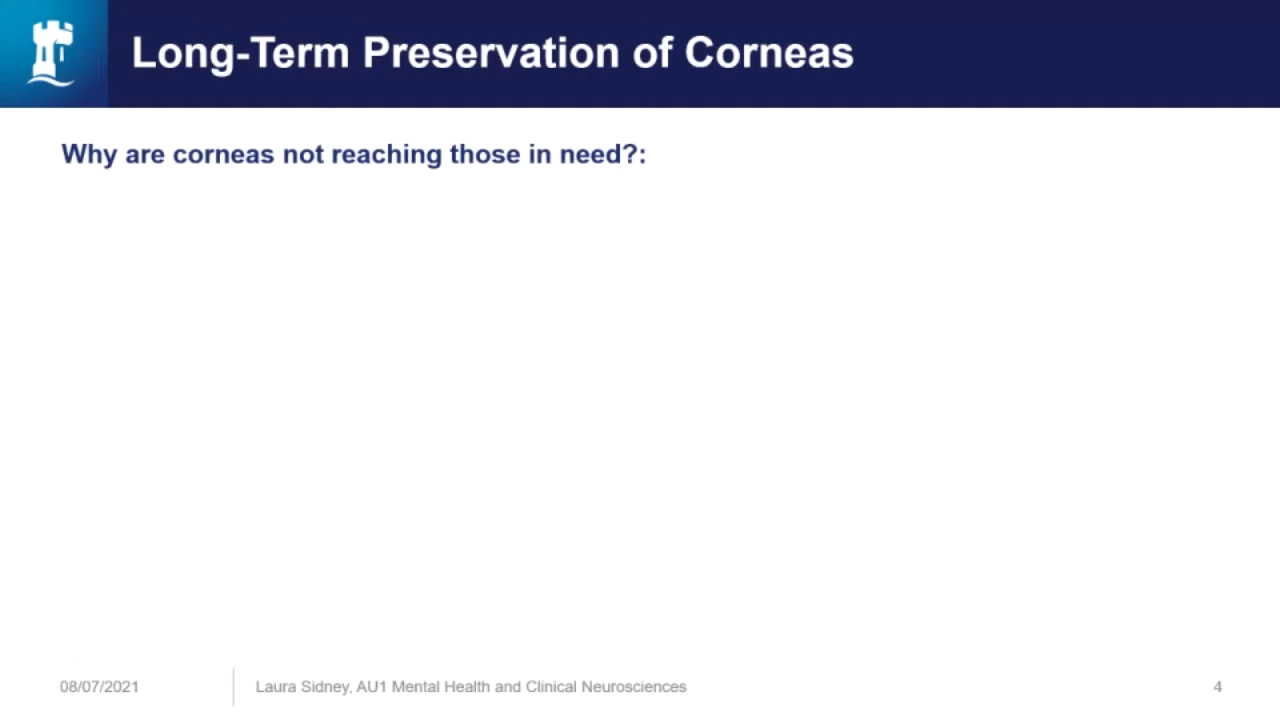 Long-Term Preservation of Corneas
Why are corneas not reaching those in need?:
08/07/2021
Laura Sidney, AU1 Mental Health and Clinical Neurosciences
4